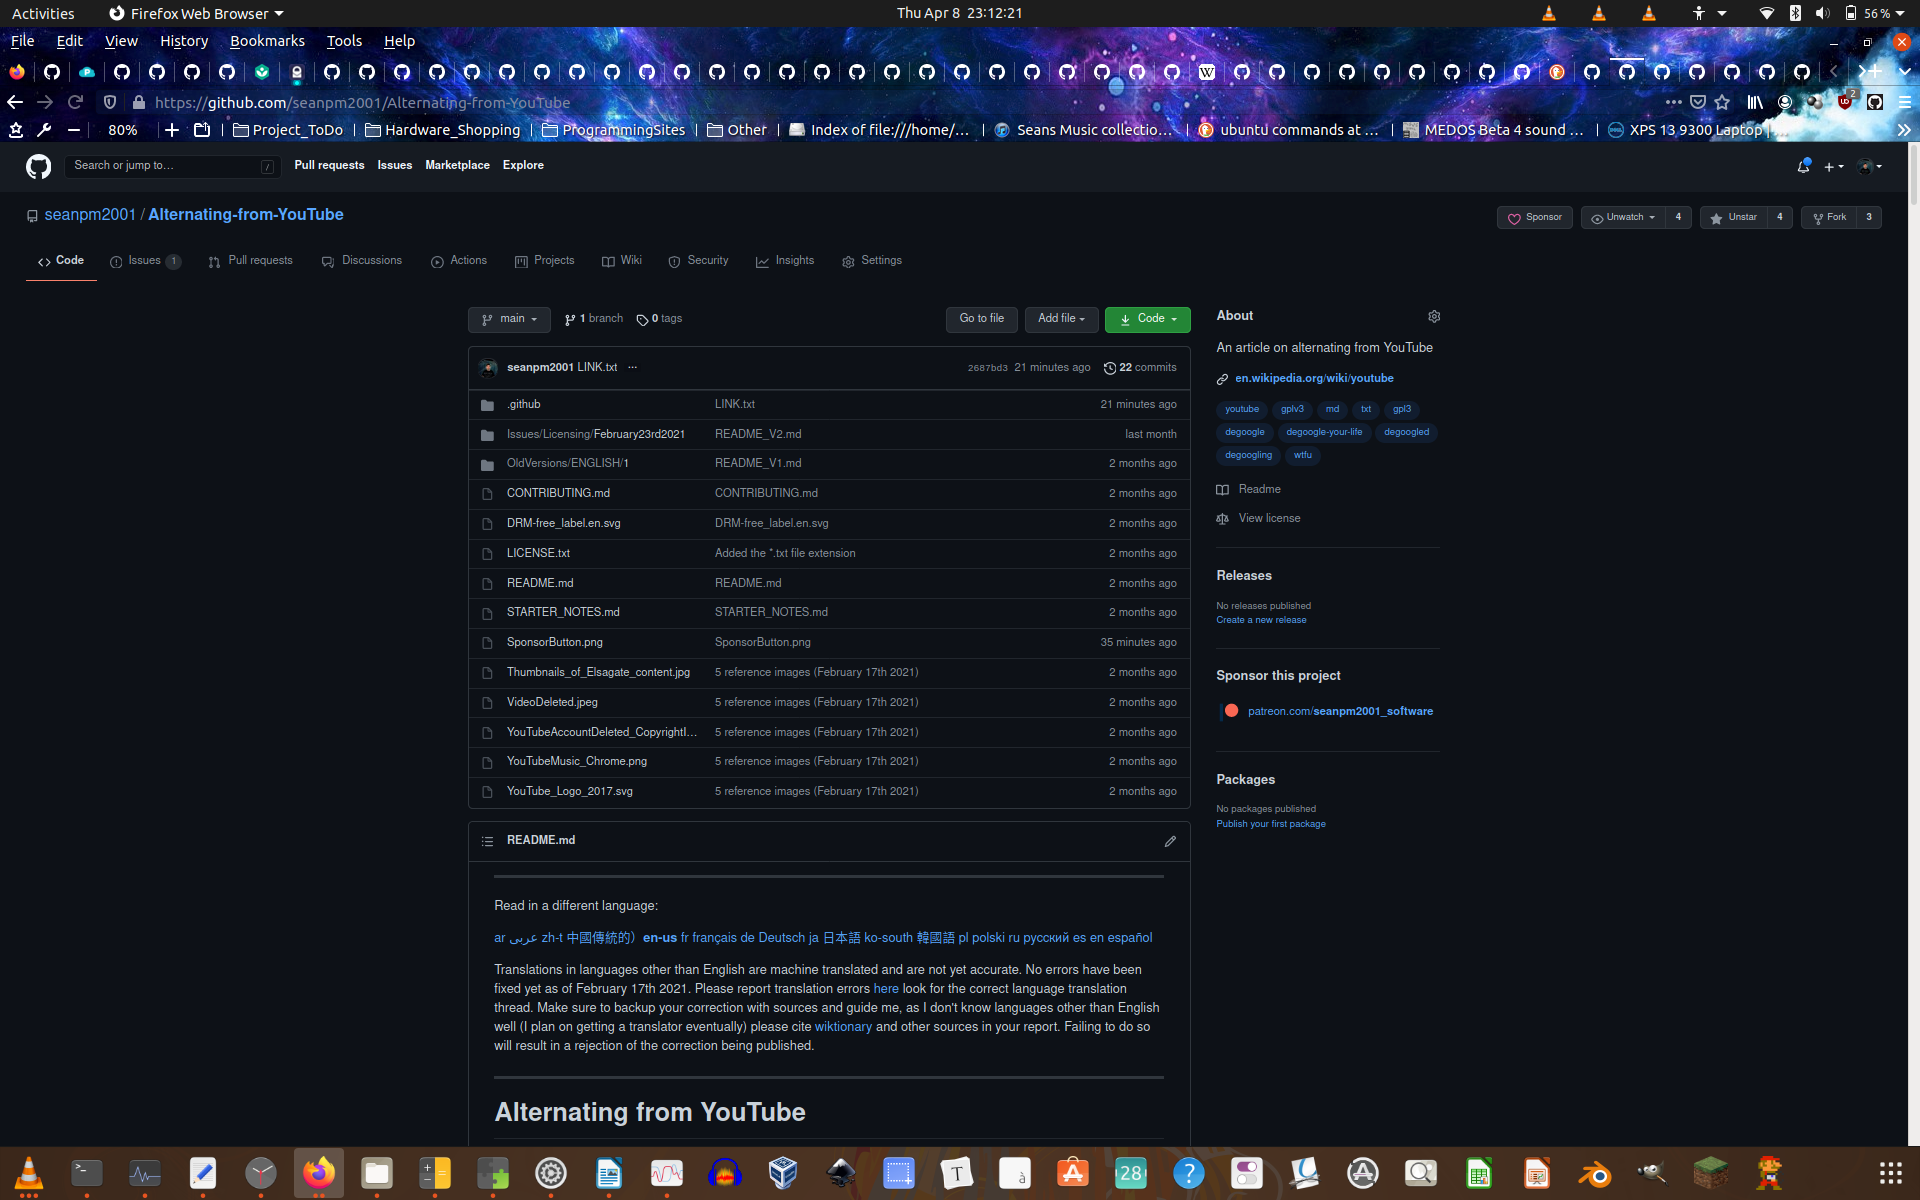 Activities Firefox Web Browser Thu Apr 8 23:12:21 56 %
File Edit View History Bookmarks Tools Help
https://github.com/seanpm2001/Alternating-from-YouTube 2
80% Project_ToDo Hardware_Shopping ProgrammingSites Other Index of file:///home/... Seans Music collectio... ubuntu commands at ... MEDOS Beta 4 sound ... XPS 13 9300 Laptop |
Search or jump to... / Pull requests Issues Marketplace Explore
seanpm2001 / Alternating-from-YouTube Sponsor Unwatch 4 Unstar 4 Fork 3
Code Issues 1 Pull requests Discussions Actions Projects Wiki Security Insights Settings
main 1 branch 0 tags Go to file Add file Code
seanpm2001 LINK.txt ... 2687bd3 21 minutes ago 22 commits
.github LINK.txt 21 minutes ago
Issues/Licensing/February23rd2021 README_V2.md last month
OldVersions/ENGLISH/1 README_V1.md 2 months ago
CONTRIBUTING.md CONTRIBUTING.md 2 months ago
DRM-free_label.en.svg DRM-free_label.en.svg 2 months ago
LICENSE.txt Added the *.txt file extension 2 months ago
README.md README.md 2 months ago
STARTER_NOTES.md STARTER_NOTES.md 2 months ago
SponsorButton.png SponsorButton.png 35 minutes ago
Thumbnails_of_Elsagate_content.jpg 5 reference images (February 17th 2021) 2 months ago
VideoDeleted.jpeg 5 reference images (February 17th 2021) 2 months ago
YouTubeAccountDeleted_CopyrightI... 5 reference images (February 17th 2021) 2 months ago
YouTubeMusic_Chrome.png 5 reference images (February 17th 2021) 2 months ago
YouTube_Logo_2017.svg 5 reference images (February 17th 2021) 2 months ago
README.md
Read in a different language:
ar عربى zh-t 中國傳統的）en-us fr français de Deutsch ja 日本語 ko-south 韓國語 pl polski ru русский es en español
Translations in languages other than English are machine translated and are not yet accurate. No errors have been
fixed yet as of February 17th 2021. Please report translation errors here look for the correct language translation
thread. Make sure to backup your correction with sources and guide me, as I don't know languages other than English
well (I plan on getting a translator eventually) please cite wiktionary and other sources in your report. Failing to do so
will result in a rejection of the correction being published.
Alternating from YouTube
About
An article on alternating from YouTube
en.wikipedia.org/wiki/youtube
youtube gplv3 md txt gpl3
degoogle degoogle-your-life degoogled
degoogling wtfu
Readme
View license
Releases
No releases published
Create a new release
Sponsor this project
patreon.com/seanpm2001_software
Packages
No packages published
Publish your first package